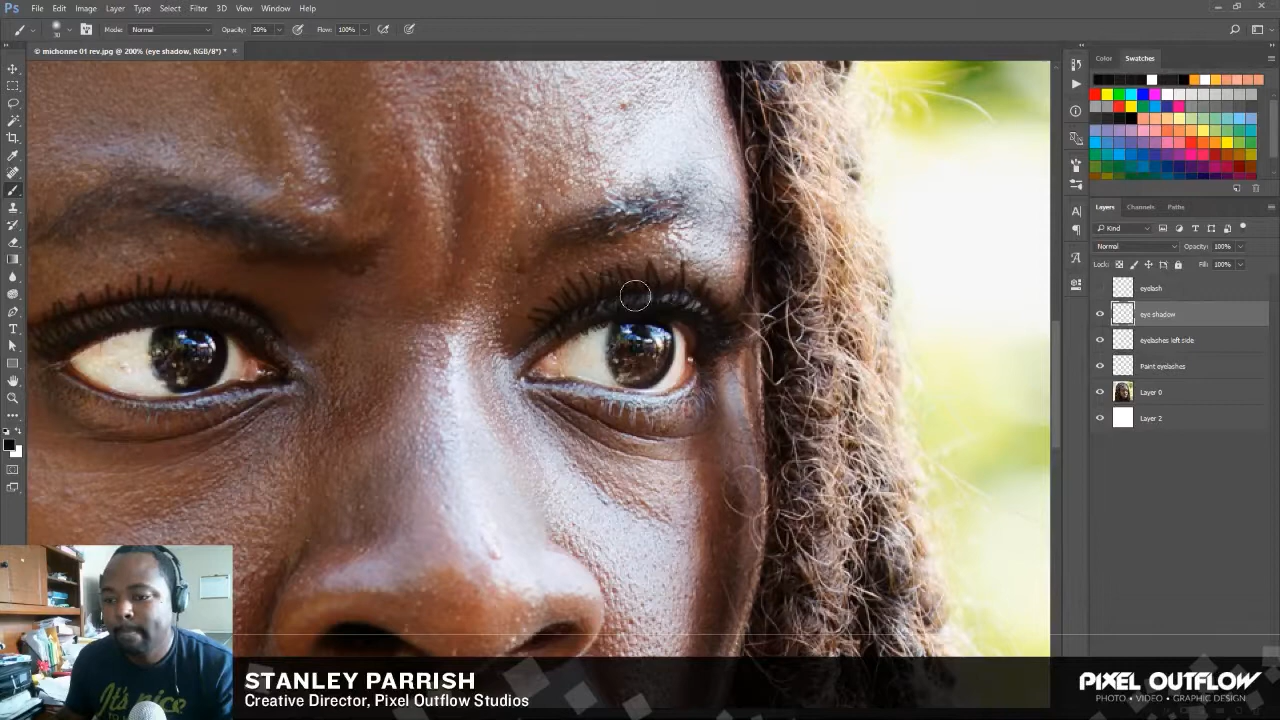 Ps File Edit Image Layer Type Select Filter 3D View Window Help
30 Mode: Normal Opacity: 20% Flow: 100%
© michonne 01 rev.jpg @ 200% (eye shadow, RGB/8*) * ×
Color Swatches
Layers Channels Paths
Kind
Normal Opacity: 100%
Lock: Fill: 100%
eyelash
eye shadow
eyelashes left side
Paint eyelashes
Layer 0
Layer 2
It's nice
STANLEY PARRISH
Creative Director, Pixel Outflow Studios
PIXEL OUTFLOW
PHOTO • VIDEO • GRAPHIC DESIGN